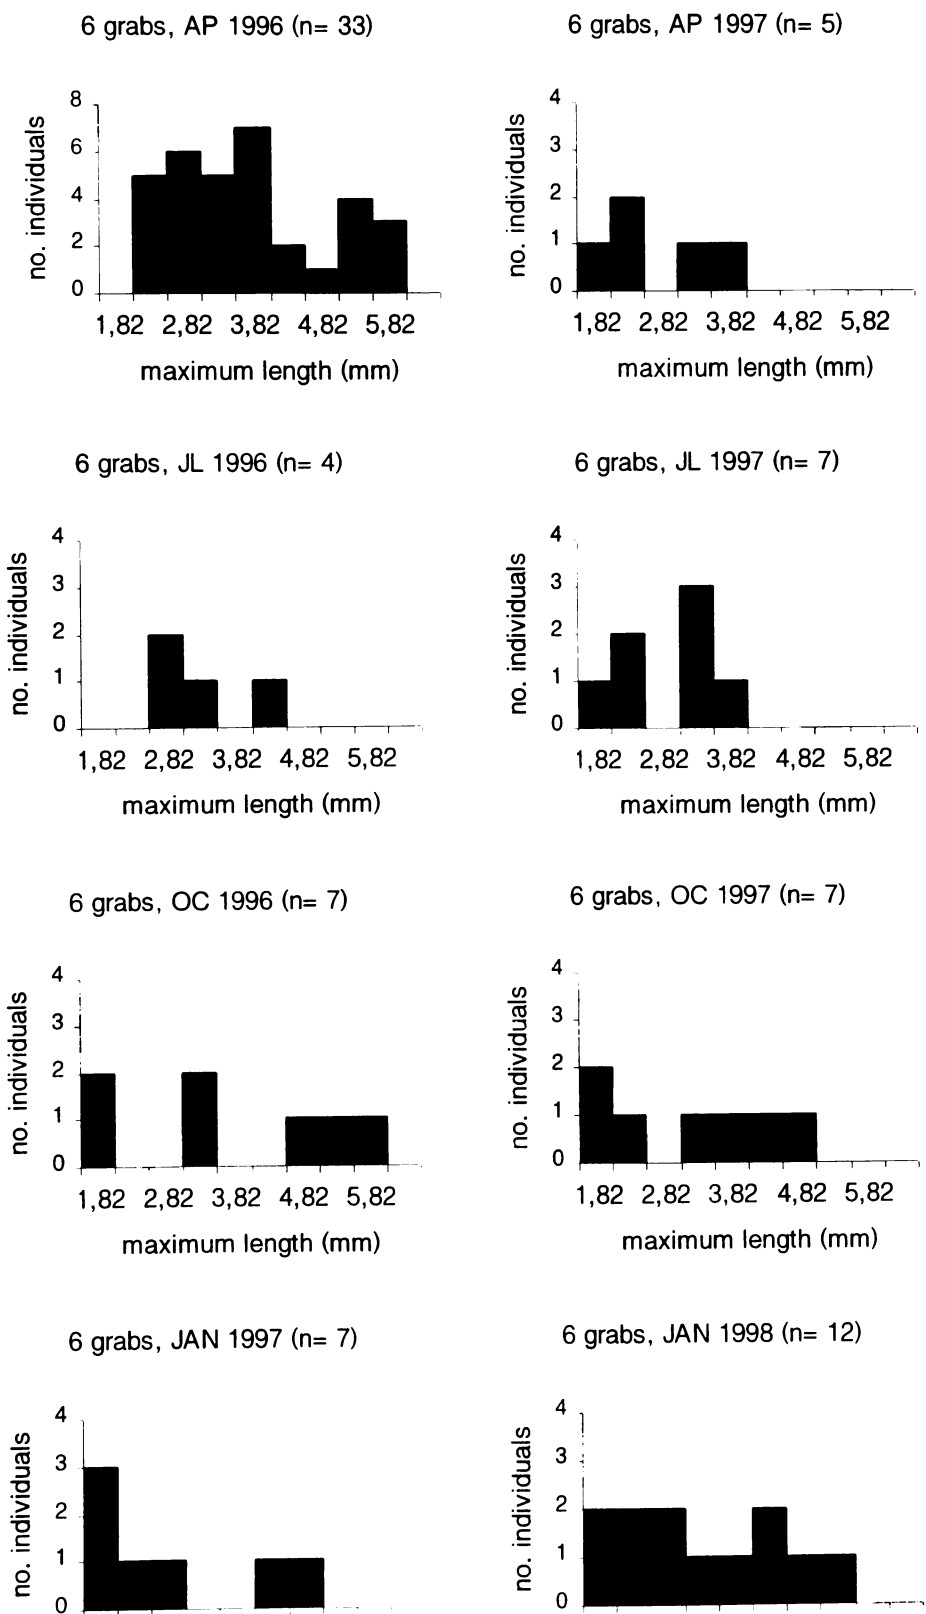 6 grabs, AP 1996 (n= 33)
no. individuals
8
6
4
2
0
1,82 2,82 3,82 4,82 5,82
maximum length (mm)
6 grabs, AP 1997 (n= 5)
no. individuals
4
3
2
1
0
1,82 2,82 3,82 4,82 5,82
maximum length (mm)
6 grabs, JL 1996 (n= 4)
no. individuals
4
3
2
1
0
1,82 2,82 3,82 4,82 5,82
maximum length (mm)
6 grabs, JL 1997 (n= 7)
no. individuals
4
3
2
1
0
1,82 2,82 3,82 4,82 5,82
maximum length (mm)
6 grabs, OC 1996 (n= 7)
no. individuals
4
3
2
1
0
1,82 2,82 3,82 4,82 5,82
maximum length (mm)
6 grabs, OC 1997 (n= 7)
no. individuals
4
3
2
1
0
1,82 2,82 3,82 4,82 5,82
maximum length (mm)
6 grabs, JAN 1997 (n= 7)
no. individuals
4
3
2
1
0
6 grabs, JAN 1998 (n= 12)
no. individuals
4
3
2
1
0